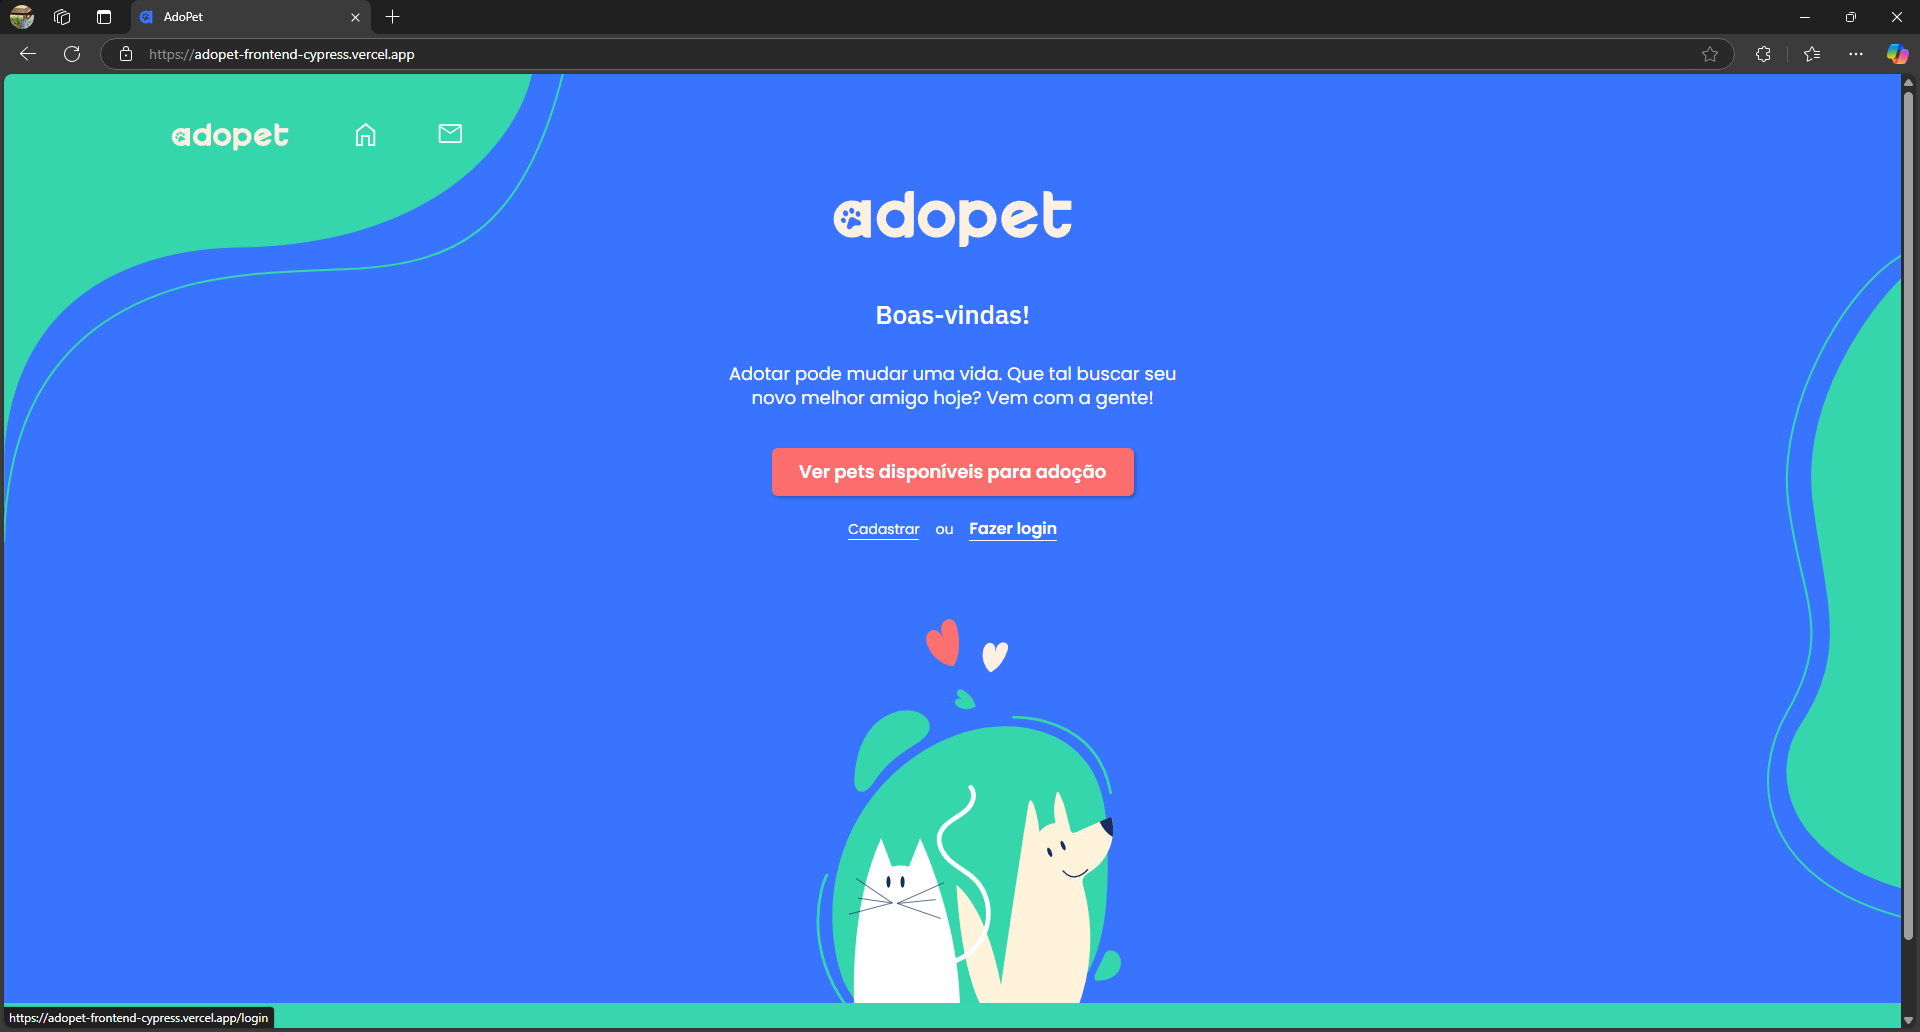 AdoPet
https://adopet-frontend-cypress.vercel.app
adopet
adopet
Boas-vindas!
Adotar pode mudar uma vida. Que tal buscar seu
novo melhor amigo hoje? Vem com a gente!
Ver pets disponíveis para adoção
Cadastrar ou Fazer login
https://adopet-frontend-cypress.vercel.app/login